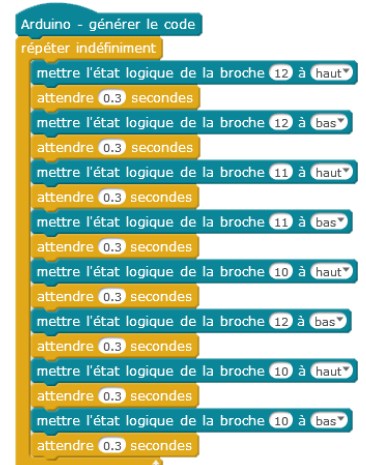 Arduino - générer le code
répéter indéfiniment
mettre l'état logique de la broche 12 à haut
attendre 0.3 secondes
mettre l'état logique de la broche 12 à bas
attendre 0.3 secondes
mettre l'état logique de la broche 11 à haut
attendre 0.3 secondes
mettre l'état logique de la broche 11 à bas
attendre 0.3 secondes
mettre l'état logique de la broche 10 à haut
attendre 0.3 secondes
mettre l'état logique de la broche 12 à bas
attendre 0.3 secondes
mettre l'état logique de la broche 10 à haut
attendre 0.3 secondes
mettre l'état logique de la broche 10 à bas
attendre 0.3 secondes